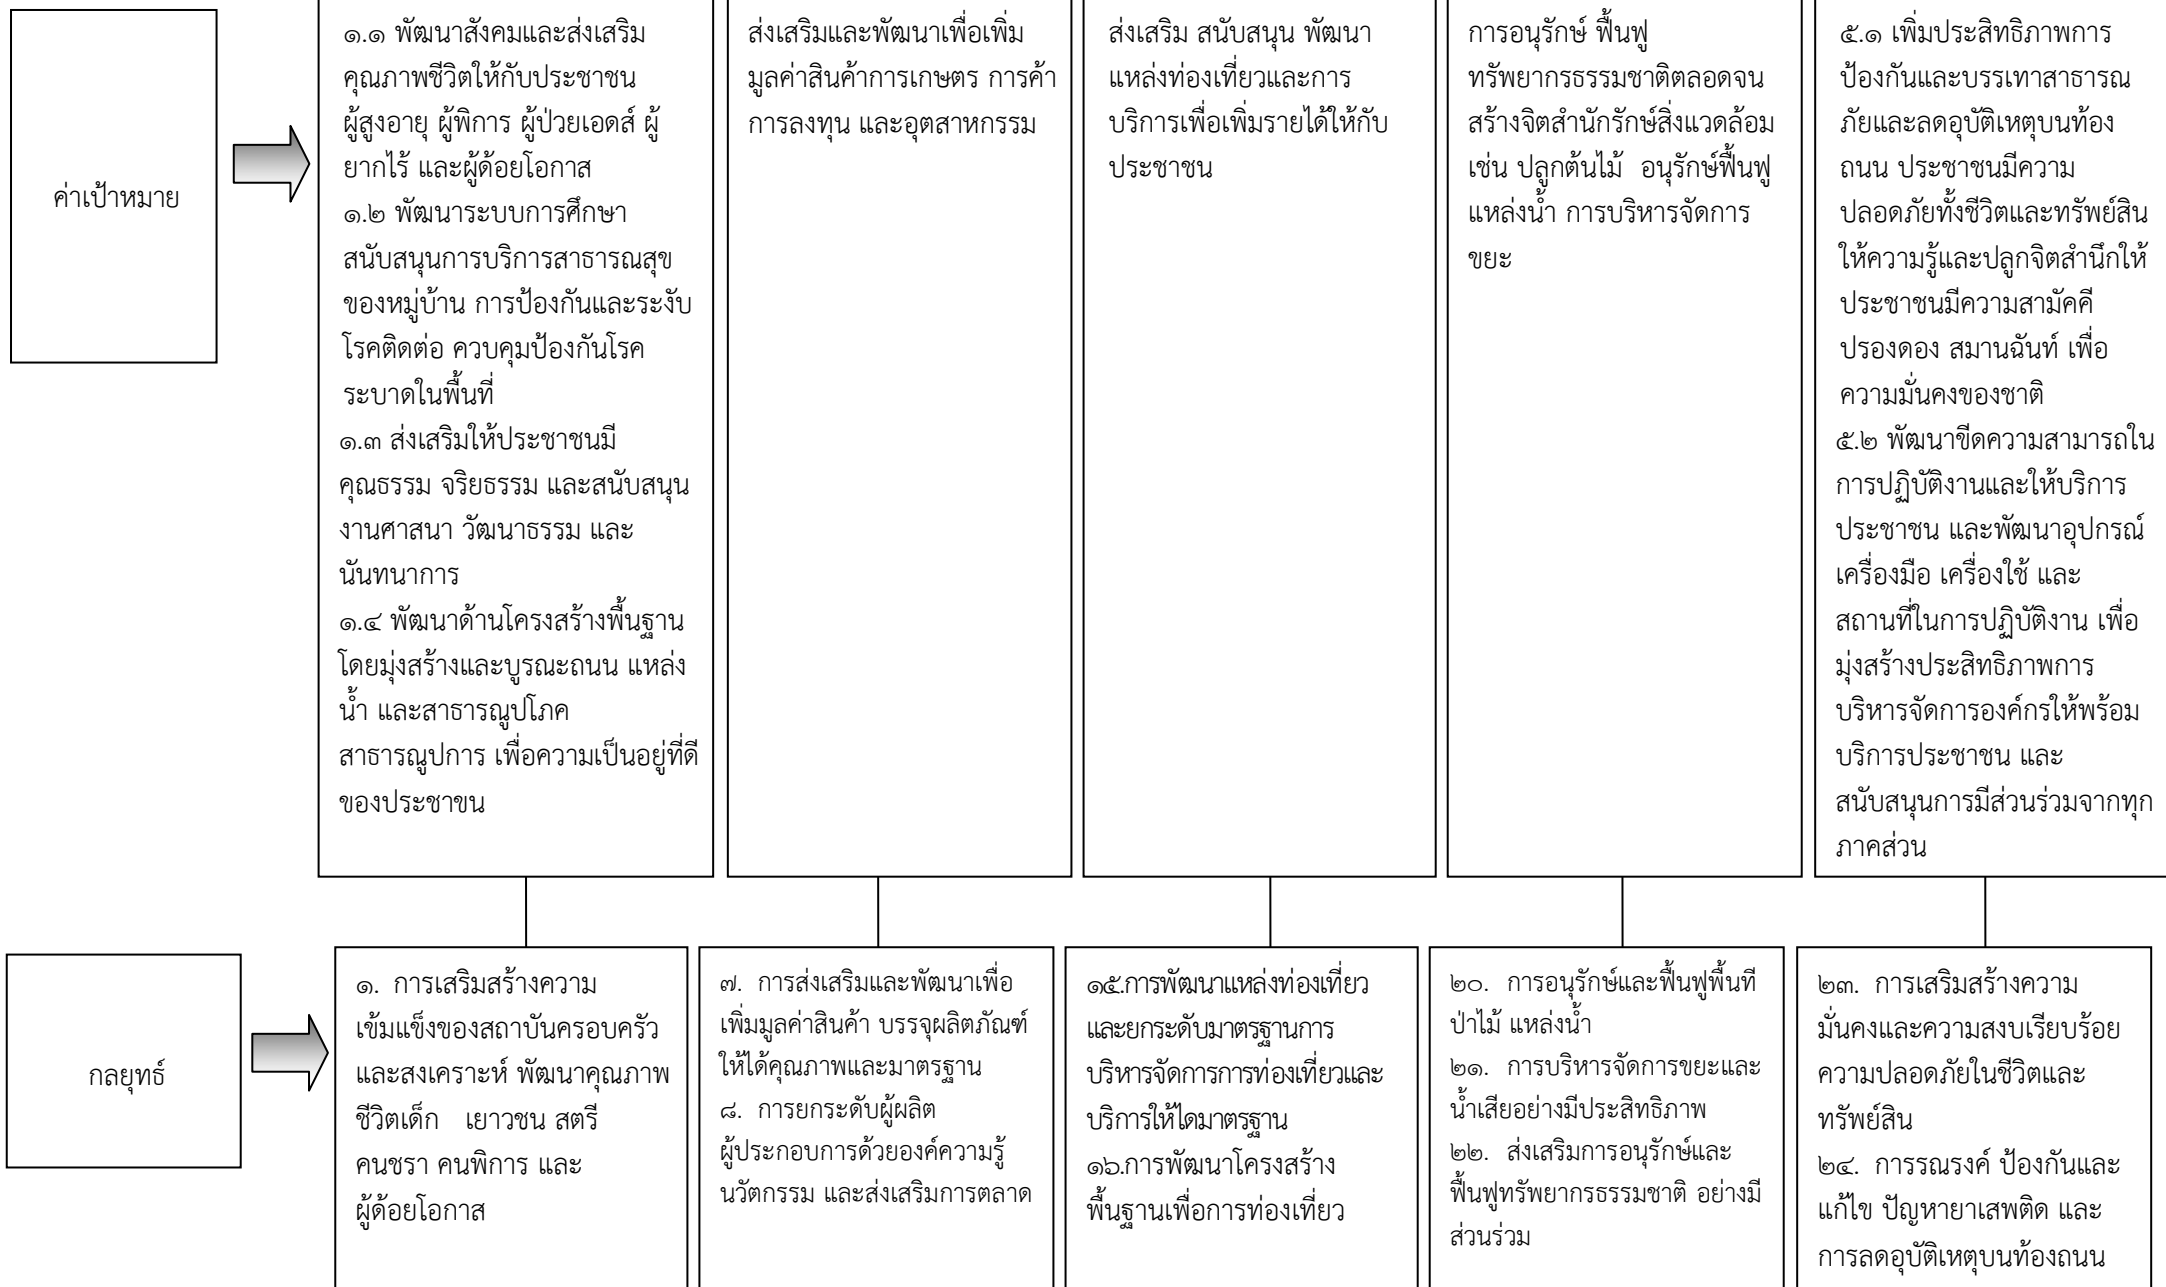 ค่าเป้าหมาย
๑.๑ พัฒนาสังคมและส่งเสริม
คุณภาพชีวิตให้กับประชาชน
ผู้สูงอายุ ผู้พิการ ผู้ป่วยเอดส์ ผู้
ยากไร้ และผู้ด้อยโอกาส
๑.๒ พัฒนาระบบการศึกษา
สนับสนุนการบริการสาธารณสุข
ของหมู่บ้าน การป้องกันและระงับ
โรคติดต่อ ควบคุมป้องกันโรค
ระบาดในพื้นที่
๑.๓ ส่งเสริมให้ประชาชนมี
คุณธรรม จริยธรรม และสนับสนุน
งานศาสนา วัฒนาธรรม และ
นันทนาการ
๑.๔ พัฒนาด้านโครงสร้างพื้นฐาน
โดยมุ่งสร้างและบูรณะถนน แหล่ง
น้ำ และสาธารณูปโภค
สาธารณูปการ เพื่อความเป็นอยู่ที่ดี
ของประชาขน
ส่งเสริมและพัฒนาเพื่อเพิ่ม
มูลค่าสินค้าการเกษตร การค้า
การลงทุน และอุตสาหกรรม
ส่งเสริม สนับสนุน พัฒนา
แหล่งท่องเที่ยวและการ
บริการเพื่อเพิ่มรายได้ให้กับ
ประชาชน
การอนุรักษ์ ฟื้นฟู
ทรัพยากรธรรมชาติตลอดจน
สร้างจิตสำนักรักษ์สิ่งแวดล้อม
เช่น ปลูกต้นไม้ อนุรักษ์ฟื้นฟู
แหล่งน้ำ การบริหารจัดการ
ขยะ
๕.๑ เพิ่มประสิทธิภาพการ
ป้องกันและบรรเทาสาธารณ
ภัยและลดอุบัติเหตุบนท้อง
ถนน ประชาชนมีความ
ปลอดภัยทั้งชีวิตและทรัพย์สิน
ให้ความรู้และปลูกจิตสำนึกให้
ประชาชนมีความสามัคคี
ปรองดอง สมานฉันท์ เพื่อ
ความมั่นคงของชาติ
๕.๒ พัฒนาขีดความสามารถใน
การปฏิบัติงานและให้บริการ
ประชาชน และพัฒนาอุปกรณ์
เครื่องมือ เครื่องใช้ และ
สถานที่ในการปฏิบัติงาน เพื่อ
มุ่งสร้างประสิทธิภาพการ
บริหารจัดการองค์กรให้พร้อม
บริการประชาชน และ
สนับสนุนการมีส่วนร่วมจากทุก
ภาคส่วน
กลยุทธ์
๑. การเสริมสร้างความ
เข้มแข็งของสถาบันครอบครัว
และสงเคราะห์ พัฒนาคุณภาพ
ชีวิตเด็ก เยาวชน สตรี
คนชรา คนพิการ และ
ผู้ด้อยโอกาส
๗. การส่งเสริมและพัฒนาเพื่อ
เพิ่มมูลค่าสินค้า บรรจุผลิตภัณฑ์
ให้ได้คุณภาพและมาตรฐาน
๘. การยกระดับผู้ผลิต
ผู้ประกอบการด้วยองค์ความรู้
นวัตกรรม และส่งเสริมการตลาด
๑๕.การพัฒนาแหล่งท่องเที่ยว
และยกระดับมาตรฐานการ
บริหารจัดการการท่องเที่ยวและ
บริการให้ไดมาตรฐาน
๑๖.การพัฒนาโครงสร้าง
พื้นฐานเพื่อการท่องเที่ยว
๒๐. การอนุรักษ์และฟื้นฟูพื้นที
ป่าไม้ แหล่งน้ำ
๒๑. การบริหารจัดการขยะและ
น้ำเสียอย่างมีประสิทธิภาพ
๒๒. ส่งเสริมการอนุรักษ์และ
ฟื้นฟูทรัพยากรธรรมชาติ อย่างมี
ส่วนร่วม
๒๓. การเสริมสร้างความ
มั่นคงและความสงบเรียบร้อย
ความปลอดภัยในชีวิตและ
ทรัพย์สิน
๒๔. การรณรงค์ ป้องกันและ
แก้ไข ปัญหายาเสพติด และ
การลดอุบัติเหตุบนท้องถนน